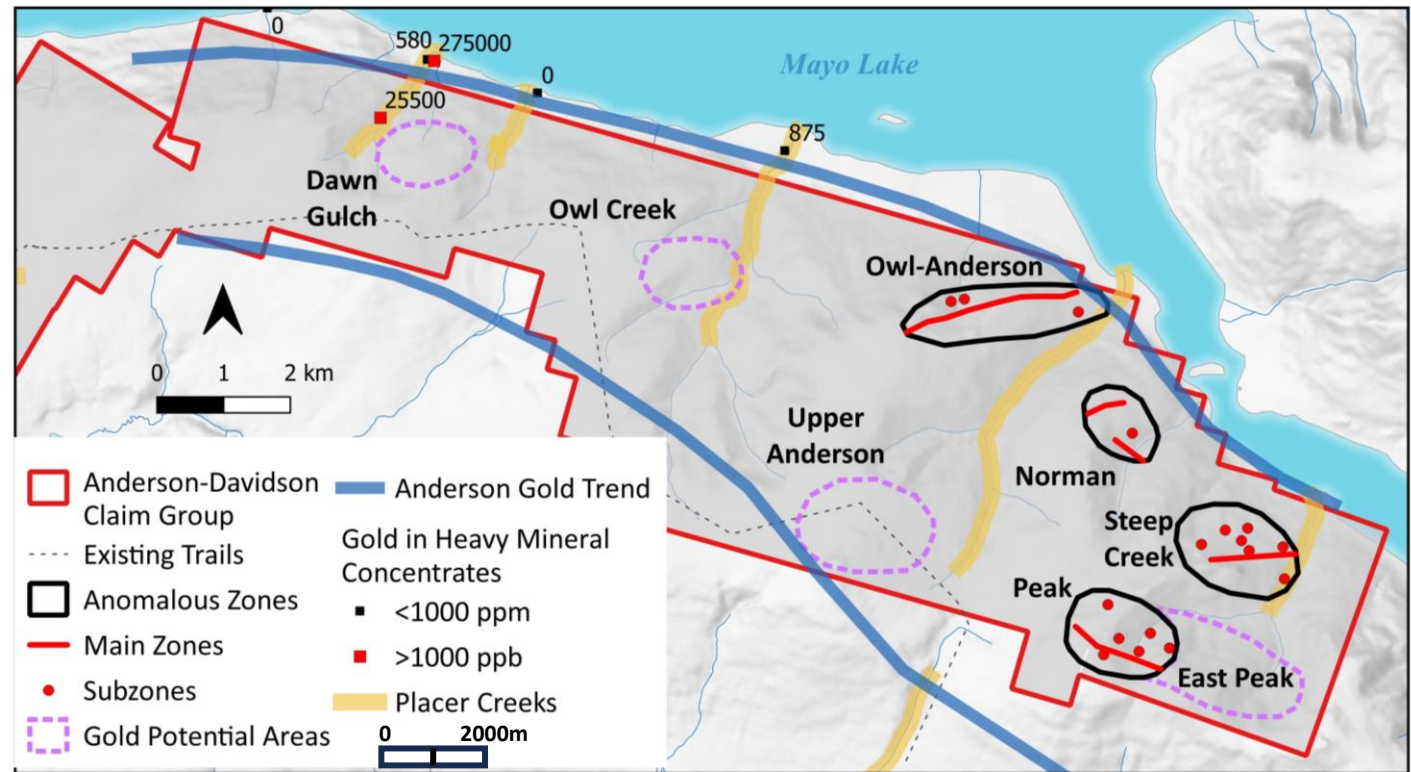 0
580 275000
Mayo Lake
0
25500
875
Dawn
Gulch
Owl Creek
Owl-Anderson
0 1 2 km
Upper
Anderson
Norman
Steep
Creek
Peak
East Peak
Anderson-Davidson
Claim Group
Existing Trails
Anomalous Zones
Main Zones
Subzones
Gold Potential Areas
Anderson Gold Trend
Gold in Heavy Mineral
Concentrates
<1000 ppm
>1000 ppb
Placer Creeks
0 2000m